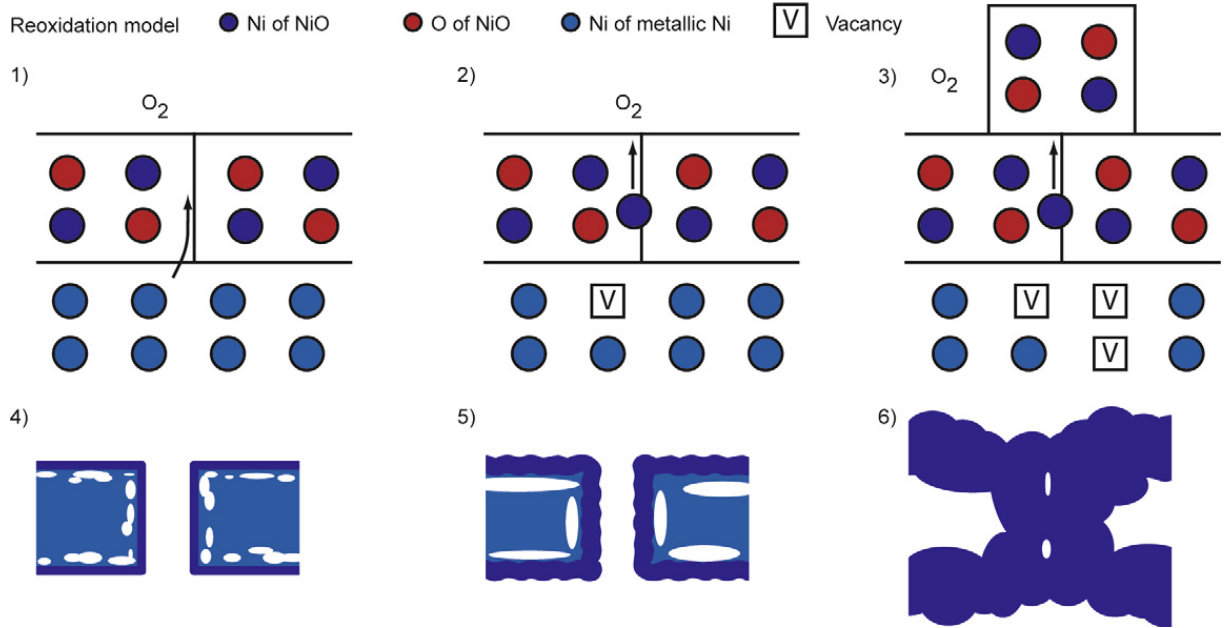 Reoxidation model Ni of NiO O of NiO Ni of metallic Ni V Vacancy
1) 2) 3)
O2 O2 O2
V V V
V
4) 5) 6)